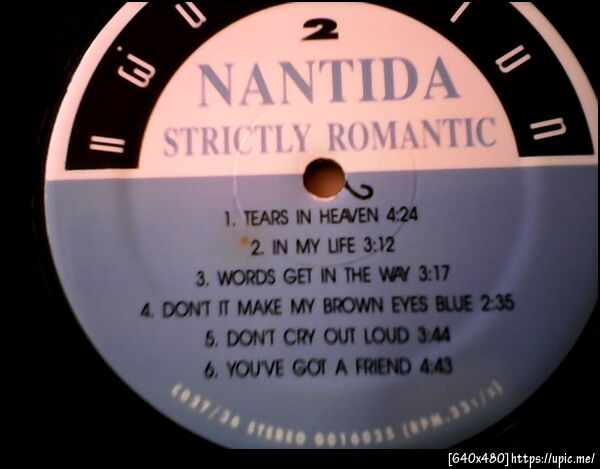 2
NANTIDA
STRICTLY ROMANTIC
1. TEARS IN HEAVEN 4:24
2. IN MY LIFE 3:12
3. WORDS GET IN THE WAY 3:17
4. DON'T IT MAKE MY BROWN EYES BLUE 2:35
5. DON'T CRY OUT LOUD 3:44
6. YOU'VE GOT A FRIEND 4:43
STEREO 0016025
[640x480]https://upic.me/